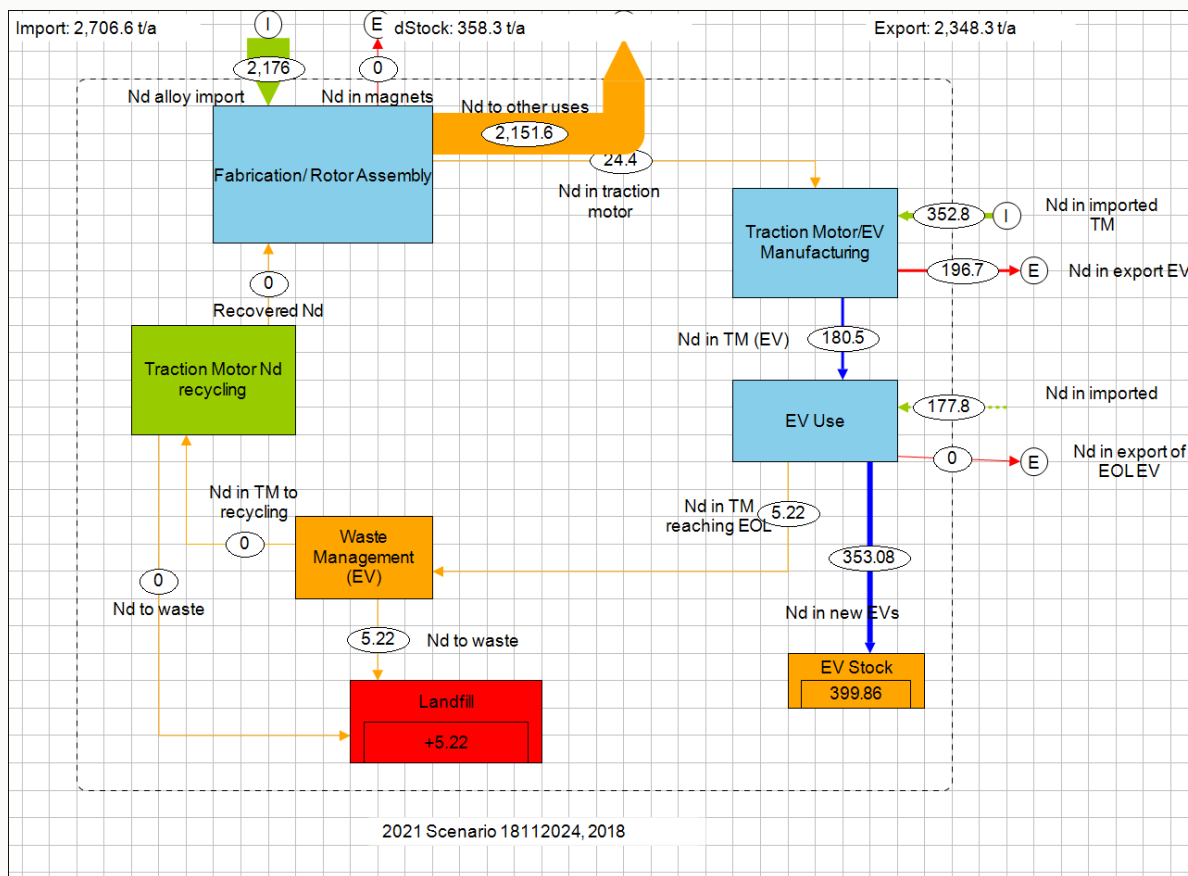 Import: 2,706.6 t/a
I
E
dStock: 358.3 t/a
Export: 2,348.3 t/a
2,176
0
Nd alloy import
Nd in magnets
Nd to other uses
2,151.6
Fabrication/ Rotor Assembly
24.4
Nd in traction
motor
Traction Motor/EV
Manufacturing
352.8
I
Nd in imported
TM
196.7
E
Nd in export EV
0
Recovered Nd
Nd in TM (EV)
180.5
Traction Motor Nd
recycling
EV Use
177.8
Nd in imported
0
E
Nd in export of
EOL EV
Nd in TM to
recycling
0
Nd in TM
reaching EOL
5.22
Waste
Management
(EV)
353.08
0
Nd to waste
Nd in new EVs
5.22
Nd to waste
EV Stock
399.86
Landfill
+5.22
2021 Scenario 18112024, 2018